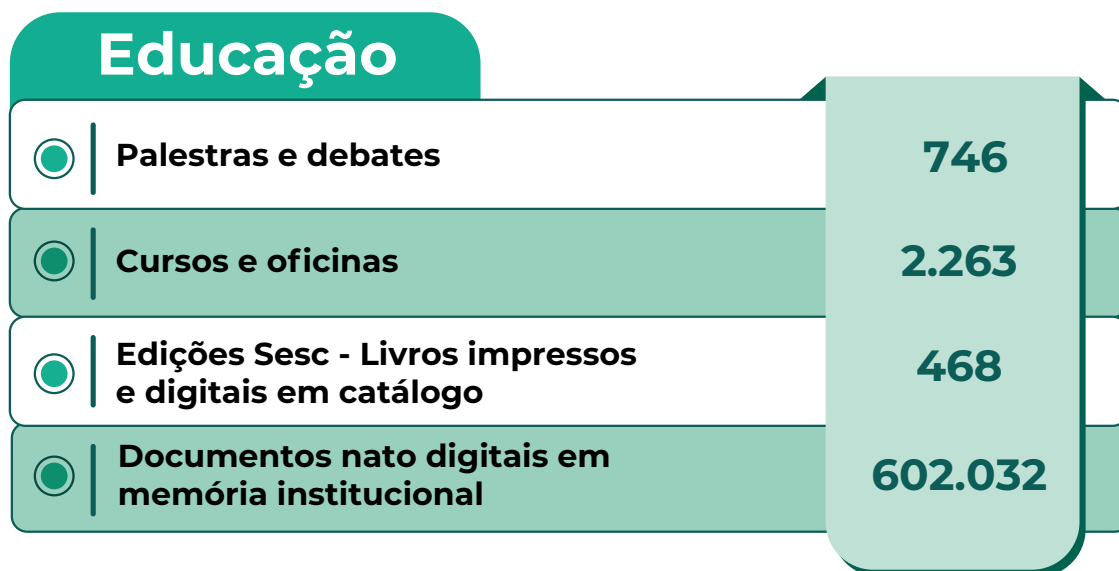 Educação
Palestras e debates
746
Cursos e oficinas
2.263
Edições Sesc - Livros impressos
e digitais em catálogo
468
Documentos nato digitais em
memória institucional
602.032